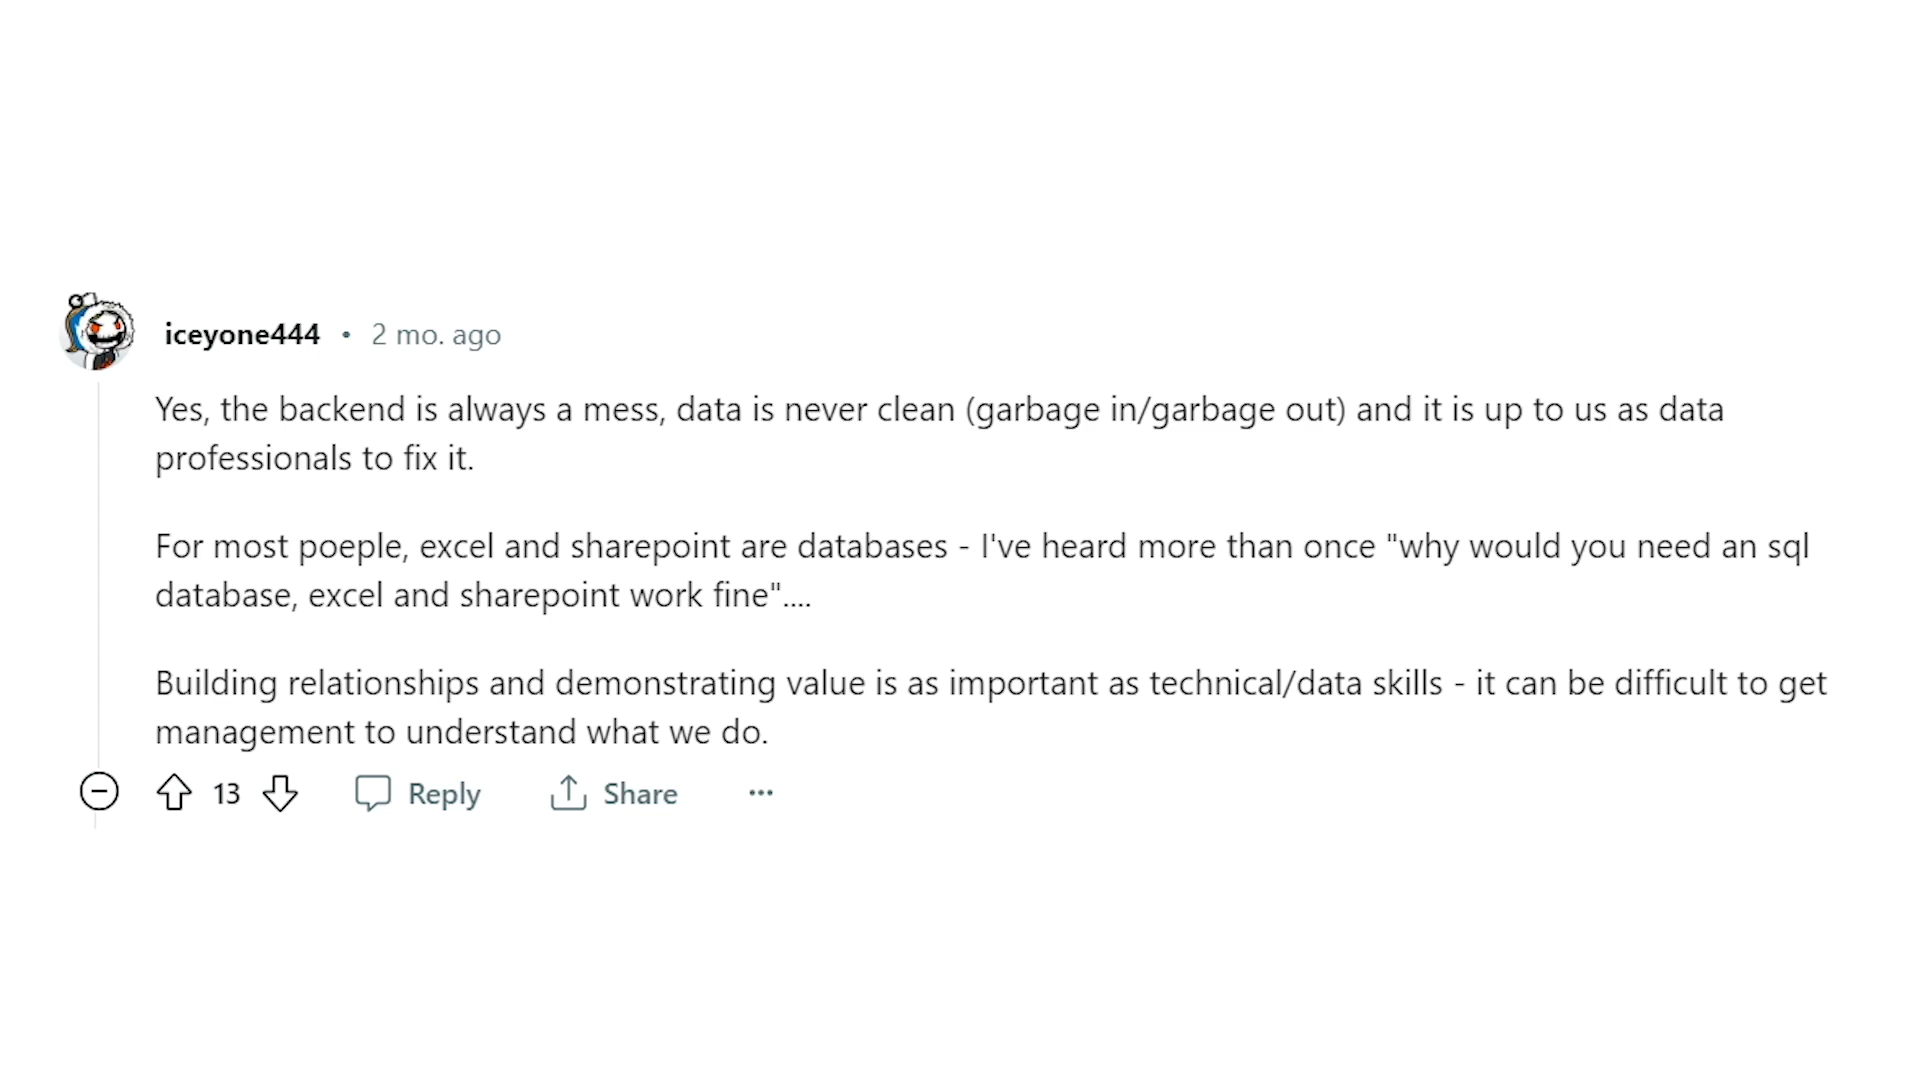 iceyone444 • 2 mo. ago
Yes, the backend is always a mess, data is never clean (garbage in/garbage out) and it is up to us as data
professionals to fix it.
For most poeple, excel and sharepoint are databases - I've heard more than once "why would you need an sql
database, excel and sharepoint work fine"....
Building relationships and demonstrating value is as important as technical/data skills - it can be difficult to get
management to understand what we do.
13 Reply Share ...